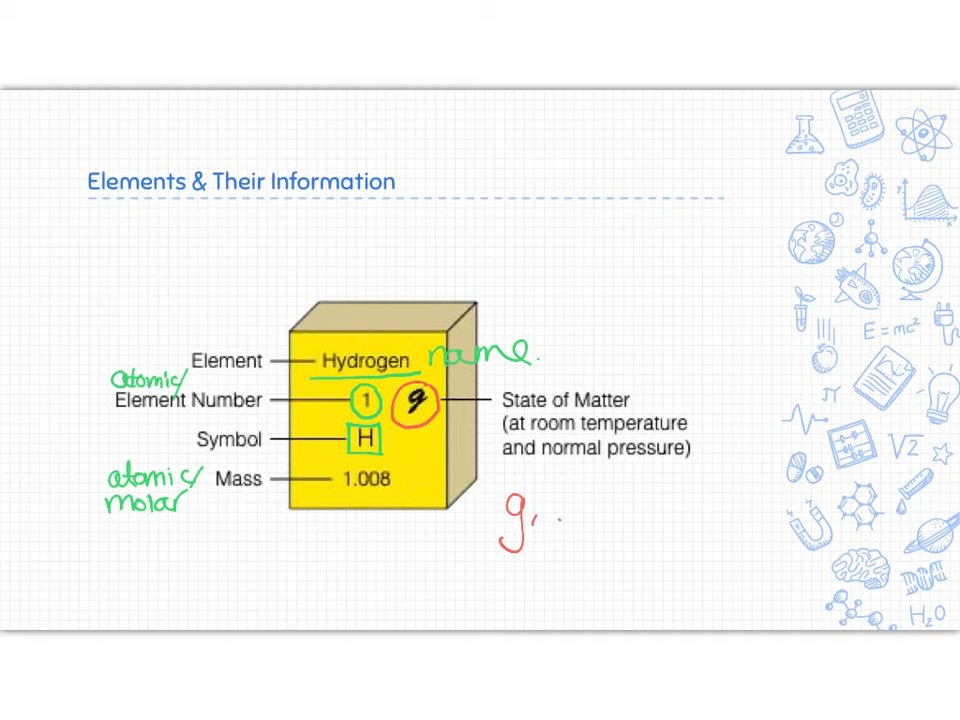 Elements & Their Information
Element Hydrogen name.
atomic/
Element Number 1 g State of Matter
(at room temperature
Symbol H and normal pressure)
atomic/ Mass 1.008
molar
g, .
E=mc²
π
√2
H₂O